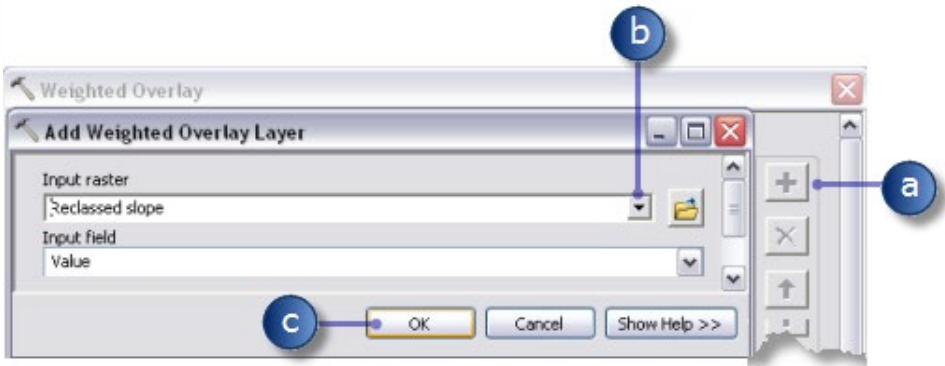 b
Weighted Overlay
Add Weighted Overlay Layer
Input raster
Reclassed slope
a
Input field
Value
c
OK
Cancel
Show Help >>